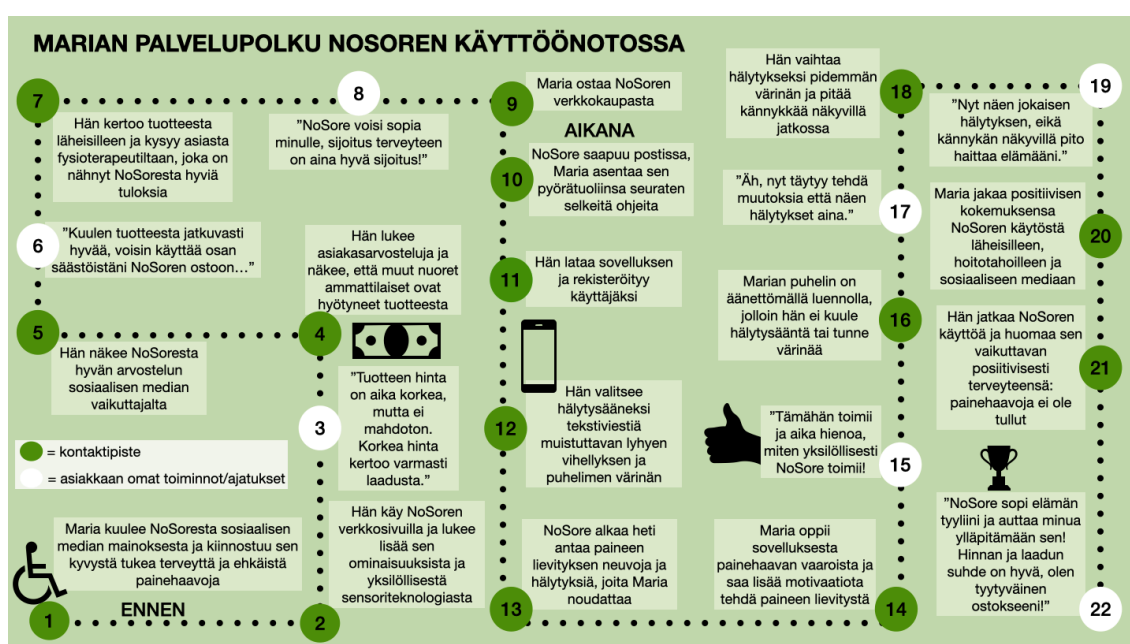 MARIAN PALVELUPOLKU NOSOREN KÄYTTÖÖNOTOSSA
1
Maria kuulee NoSoresta sosiaalisen
median mainoksesta ja kiinnostuu sen
kyvystä tukea terveyttä ja ehkäistä
painehaavoja
ENNEN
2
Hän käy NoSoren
verkkosivuilla ja lukee
lisää sen
ominaisuuksista ja
yksilöllisestä
sensoriteknologiasta
3
"Tuotteen hinta
on aika korkea,
mutta ei
mahdoton.
Korkea hinta
kertoo varmasti
laadusta."
4
Hän lukee
asiakasarvosteluja ja
näkee, että muut nuoret
ammattilaiset ovat
hyötyneet tuotteesta
5
Hän näkee NoSoresta
hyvän arvostelun
sosiaalisen median
vaikuttajalta
6
"Kuulen tuotteesta jatkuvasti
hyvää, voisin käyttää osan
säästöistäni NoSoren ostoon…"
7
Hän kertoo tuotteesta
läheisilleen ja kysyy asiasta
fysioterapeutiltaan, joka on
nähnyt NoSoresta hyviä
tuloksia
8
"NoSore voisi sopia
minulle, sijoitus terveyteen
on aina hyvä sijoitus!"
9
Maria ostaa NoSoren
verkkokaupasta
AIKANA
10
NoSore saapuu postissa,
Maria asentaa sen
pyörätuoliinsa seuraten
selkeitä ohjeita
11
Hän lataa sovelluksen
ja rekisteröityy
käyttäjäksi
12
Hän valitsee
hälytysääneksi
tekstiviestiä
muistuttavan lyhyen
vihellyksen ja
puhelimen värinän
13
NoSore alkaa heti
antaa paineen
lievityksen neuvoja ja
hälytyksiä, joita Maria
noudattaa
14
Maria oppii
sovelluksesta
painehaavan vaaroista ja
saa lisää motivaatiota
tehdä paineen lievitystä
15
"Tämähän toimii
ja aika hienoa,
miten yksilöllisesti
NoSore toimii!
16
Marian puhelin on
äänettömällä luennolla,
jolloin hän ei kuule
hälytysääntä tai tunne
värinää
17
"Äh, nyt täytyy tehdä
muutoksia että näen
hälytykset aina."
18
Hän vaihtaa
hälytykseksi pidemmän
värinän ja pitää
kännykkää näkyvillä
jatkossa
19
"Nyt näen jokaisen
hälytyksen, eikä
kännykän näkyvillä pito
haittaa elämääni."
20
Maria jakaa positiivisen
kokemuksensa
NoSoren käytöstä
läheisilleen,
hoitotahoilleen ja
sosiaaliseen mediaan
21
Hän jatkaa NoSoren
käyttöä ja huomaa sen
vaikuttavan
posiitivisesti
terveyteensä:
painehaavoja ei ole
tullut
22
"NoSore sopi elämän
tyyliini ja auttaa minua
ylläpitämään sen!
Hinnan ja laadun
suhde on hyvä, olen
tyytyväinen
ostokseeni!"
= kontaktipiste
= asiakkaan omat toiminnot/ajatukset